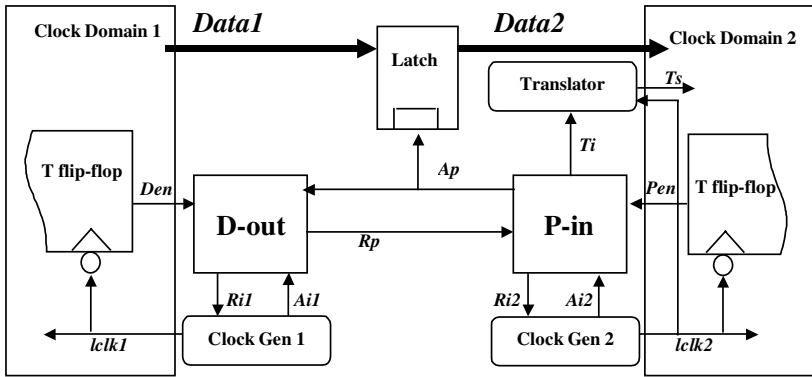 Clock Domain 1
Data1
Data2
Clock Domain 2
Latch
Translator
Ts
T flip-flop
Den
Ap
Ti
Pen
T flip-flop
D-out
P-in
Rp
Ri1
Ai1
Ri2
Ai2
lclk1
Clock Gen 1
Clock Gen 2
lclk2